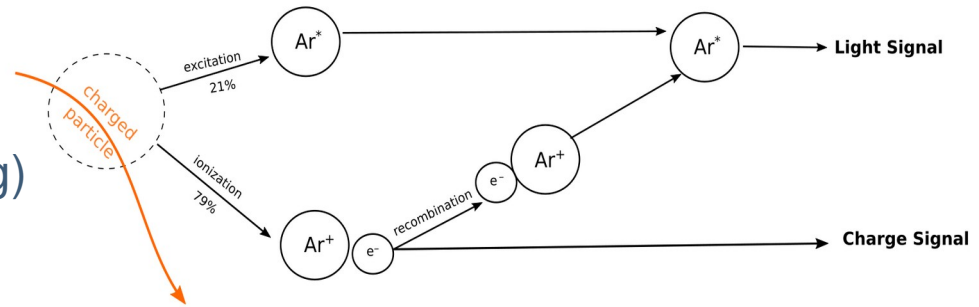 g)
charged
particle
excitation
21%
Ar*
Ar*
Light Signal
ionization
79%
Ar⁺
e⁻
recombination
e⁻
Ar⁺
Charge Signal